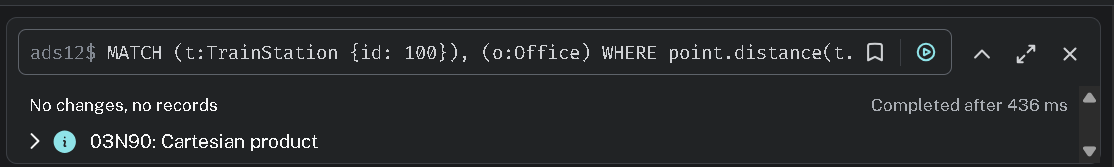 ads12$ MATCH (t:TrainStation {id: 100}), (o:Office) WHERE point.distance(t.
No changes, no records
Completed after 436 ms
i 03N90: Cartesian product